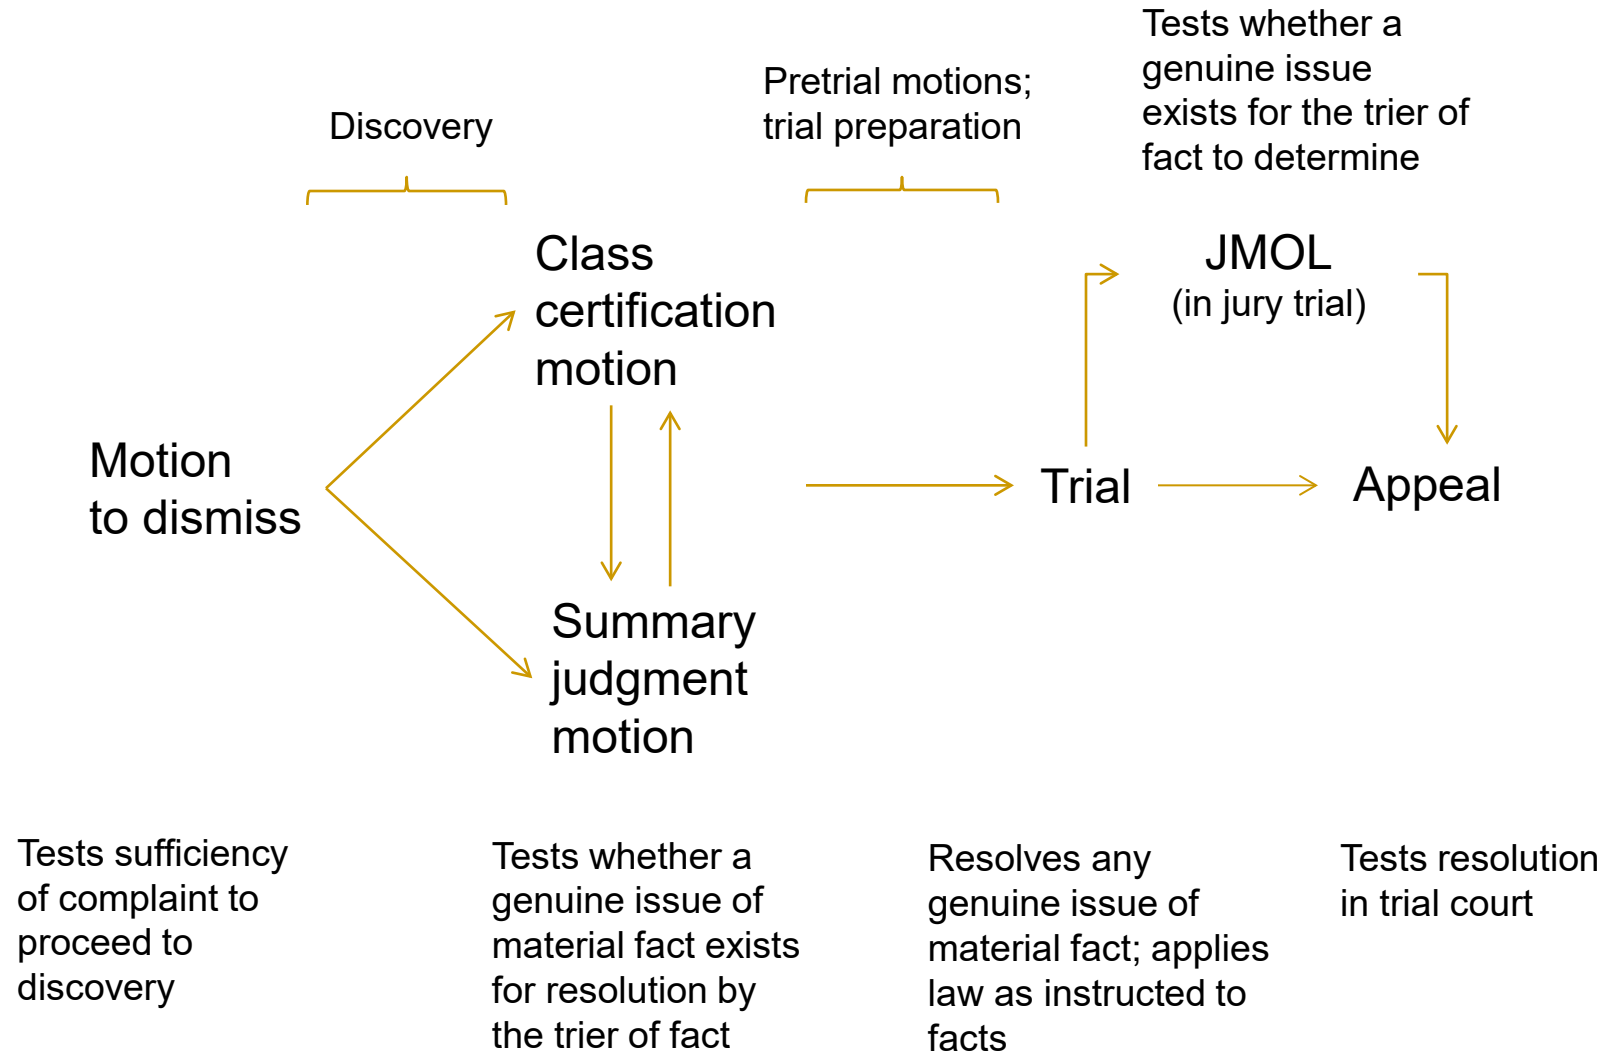 Tests whether a
genuine issue
exists for the trier of
fact to determine
Pretrial motions;
trial preparation
Discovery
Class
certification
motion
JMOL
(in jury trial)
Motion
to dismiss
Trial
Appeal
Summary
judgment
motion
Tests sufficiency
of complaint to
proceed to
discovery
Tests whether a
genuine issue of
material fact exists
for resolution by
the trier of fact
Resolves any
genuine issue of
material fact; applies
law as instructed to
facts
Tests resolution
in trial court